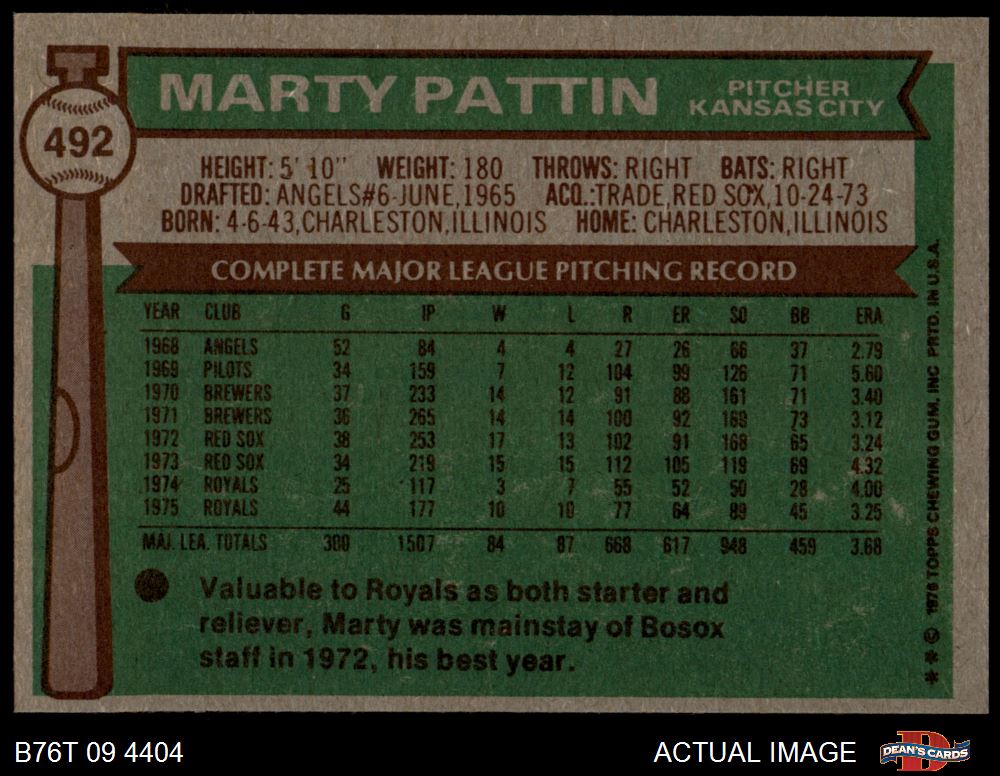 492
MARTY PATTIN
PITCHER
KANSAS CITY
HEIGHT: 5' 10" WEIGHT: 180 THROWS: RIGHT BATS: RIGHT
DRAFTED: ANGELS#6-JUNE,1965 ACQ.:TRADE,RED SOX,10-24-73
BORN: 4-6-43,CHARLESTON,ILLINOIS HOME: CHARLESTON,ILLINOIS
COMPLETE MAJOR LEAGUE PITCHING RECORD
YEAR CLUB G IP W L R ER SO BB ERA
1968 ANGELS 52 84 4 4 27 26 66 37 2.79
1969 PILOTS 34 159 7 12 104 99 126 71 5.60
1970 BREWERS 37 233 14 12 91 88 161 71 3.40
1971 BREWERS 36 265 14 14 100 92 169 73 3.12
1972 RED SOX 38 253 17 13 102 91 168 65 3.24
1973 RED SOX 34 219 15 15 112 105 119 69 4.32
1974 ROYALS 25 117 3 7 55 52 50 28 4.00
1975 ROYALS 44 177 10 10 77 64 89 45 3.25
MAJ. LEA. TOTALS 300 1507 84 87 668 617 948 459 3.68
Valuable to Royals as both starter and
reliever, Marty was mainstay of Bosox
staff in 1972, his best year.
* * © 1976 TOPPS CHEWING GUM, INC PRTD. IN U.S.A.
B76T 09 4404
ACTUAL IMAGE
DEAN'S CARDS